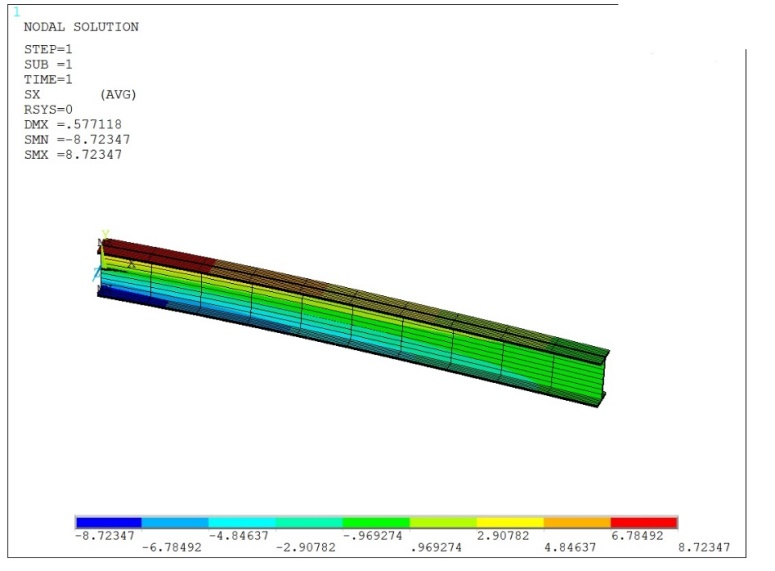 1
NODAL SOLUTION
STEP=1
SUB =1
TIME=1
SX (AVG)
RSYS=0
DMX =.577118
SMN =-8.72347
SMX =8.72347
Y
X
Z
-8.72347 -4.84637 -.969274 2.90782 6.78492
-6.78492 -2.90782 .969274 4.84637 8.72347